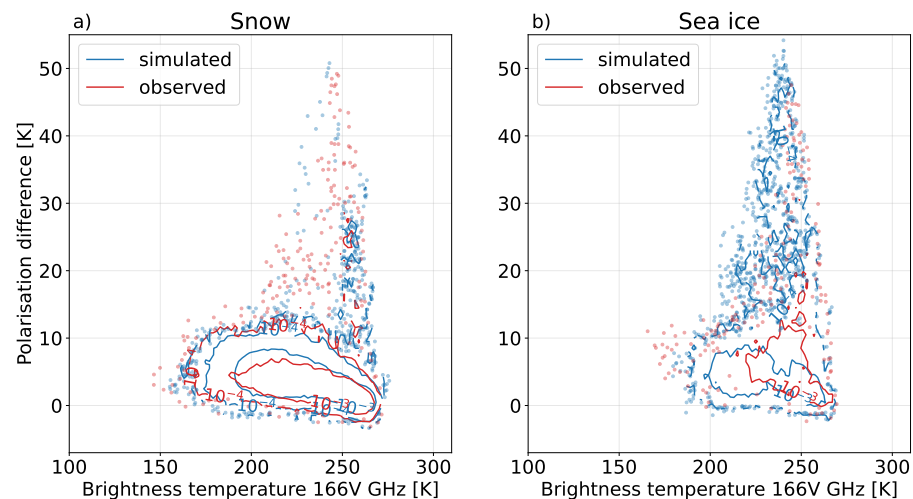 a) Snow
simulated
observed
50
40
30
20
10
0
Polarisation difference [K]
100 150 200 250 300
Brightness temperature 166V GHz [K]
b) Sea ice
simulated
observed
50
40
30
20
10
0
100 150 200 250 300
Brightness temperature 166V GHz [K]